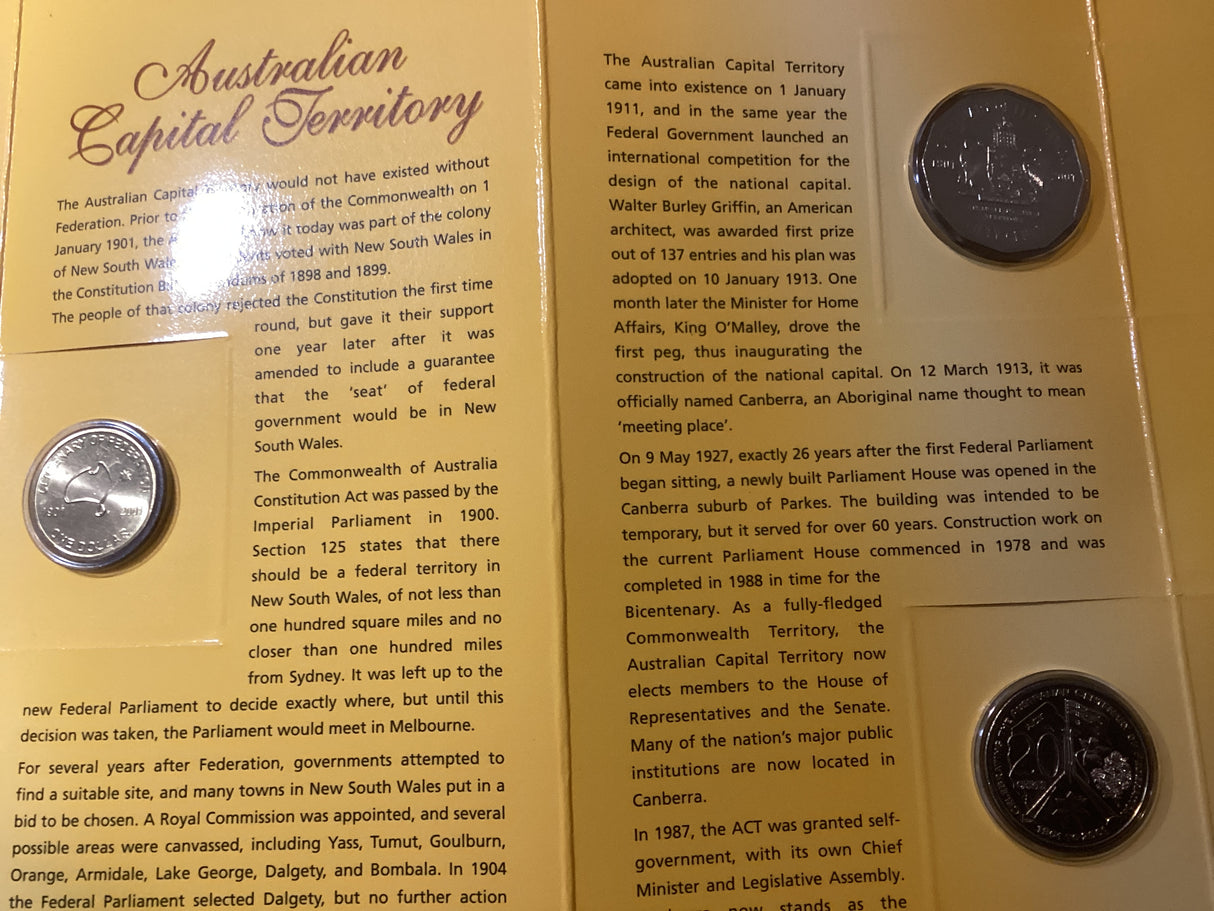 Australian
Capital Territory
The Australian Capital would not have existed without
Federation. Prior to of the Commonwealth on 1
January 1901, the it today was part of the colony
of New South voted with New South Wales in
the Constitution of 1898 and 1899.
The people of that colony rejected the Constitution the first time
round, but gave it their support
one year later after it was
amended to include a guarantee
that the 'seat' of federal
government would be in New
South Wales.
The Commonwealth of Australia
Constitution Act was passed by the
Imperial Parliament in 1900.
Section 125 states that there
should be a federal territory in
New South Wales, of not less than
one hundred square miles and no
closer than one hundred miles
from Sydney. It was left up to the
new Federal Parliament to decide exactly where, but until this
decision was taken, the Parliament would meet in Melbourne.
For several years after Federation, governments attempted to
find a suitable site, and many towns in New South Wales put in a
bid to be chosen. A Royal Commission was appointed, and several
possible areas were canvassed, including Yass, Tumut, Goulburn,
Orange, Armidale, Lake George, Dalgety, and Bombala. In 1904
the Federal Parliament selected Dalgety, but no further action
CENTENARY OF FEDERATION
1901 2001
ONE DOLLAR
The Australian Capital Territory
came into existence on 1 January
1911, and in the same year the
Federal Government launched an
international competition for the
design of the national capital.
Walter Burley Griffin, an American
architect, was awarded first prize
out of 137 entries and his plan was
adopted on 10 January 1913. One
month later the Minister for Home
Affairs, King O'Malley, drove the
first peg, thus inaugurating the
construction of the national capital. On 12 March 1913, it was
officially named Canberra, an Aboriginal name thought to mean
'meeting place'.
On 9 May 1927, exactly 26 years after the first Federal Parliament
began sitting, a newly built Parliament House was opened in the
Canberra suburb of Parkes. The building was intended to be
temporary, but it served for over 60 years. Construction work on
the current Parliament House commenced in 1978 and was
completed in 1988 in time for the
Bicentenary. As a fully-fledged
Commonwealth Territory, the
Australian Capital Territory now
elects members to the House of
Representatives and the Senate.
Many of the nation's major public
institutions are now located in
Canberra.
In 1987, the ACT was granted self-
government, with its own Chief
Minister and Legislative Assembly.
now stands as the
1901 2001
20